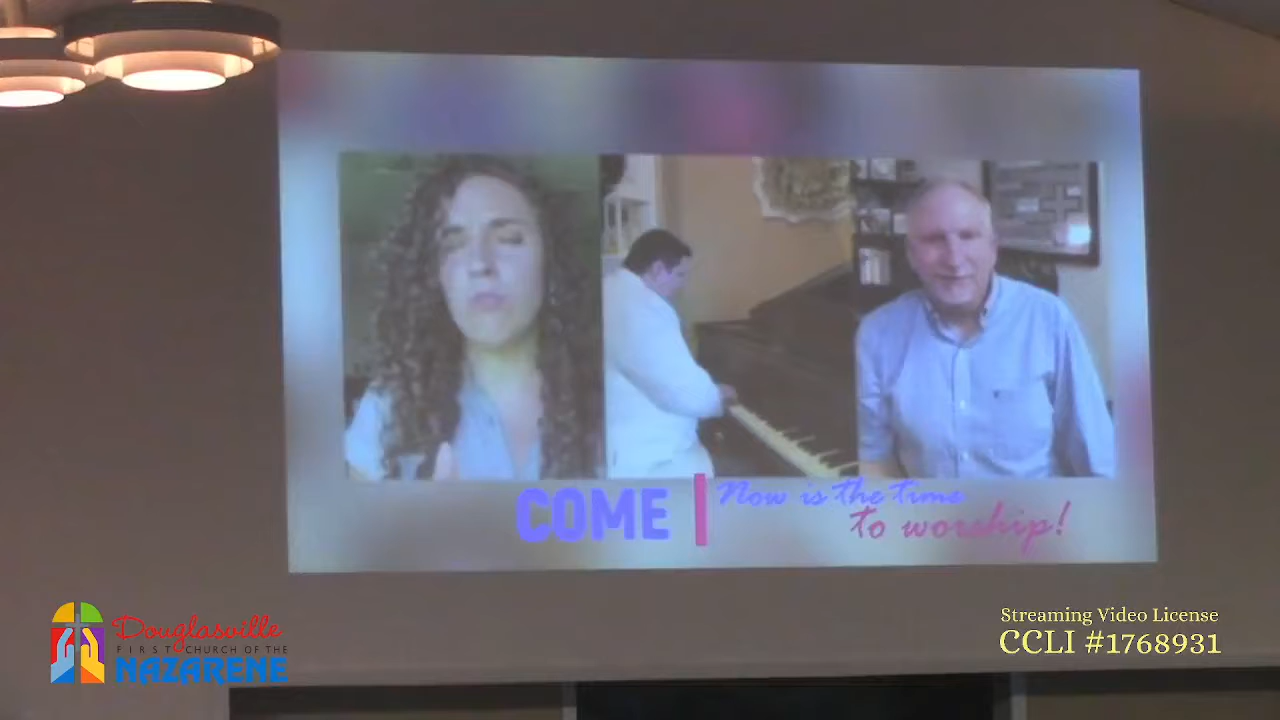 COME
Now is the time
to worship!
Douglasville
FIRST CHURCH OF THE
NAZARENE
Streaming Video License
CCLI #1768931